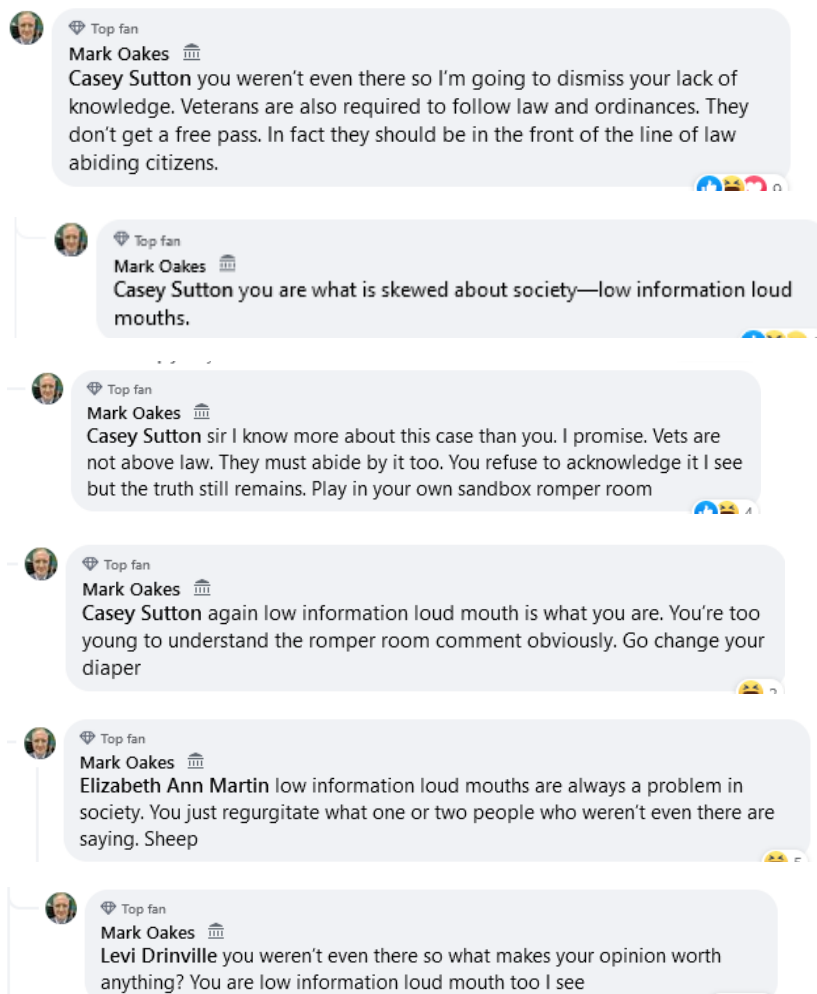 Top fan
Mark Oakes
Casey Sutton you weren't even there so I'm going to dismiss your lack of
knowledge. Veterans are also required to follow law and ordinances. They
don't get a free pass. In fact they should be in the front of the line of law
abiding citizens.
9
Top fan
Mark Oakes
Casey Sutton you are what is skewed about society—low information loud
mouths.
Top fan
Mark Oakes
Casey Sutton sir I know more about this case than you. I promise. Vets are
not above law. They must abide by it too. You refuse to acknowledge it I see
but the truth still remains. Play in your own sandbox romper room
4
Top fan
Mark Oakes
Casey Sutton again low information loud mouth is what you are. You're too
young to understand the romper room comment obviously. Go change your
diaper
Top fan
Mark Oakes
Elizabeth Ann Martin low information loud mouths are always a problem in
society. You just regurgitate what one or two people who weren't even there are
saying. Sheep
5
Top fan
Mark Oakes
Levi Drinville you weren't even there so what makes your opinion worth
anything? You are low information loud mouth too I see